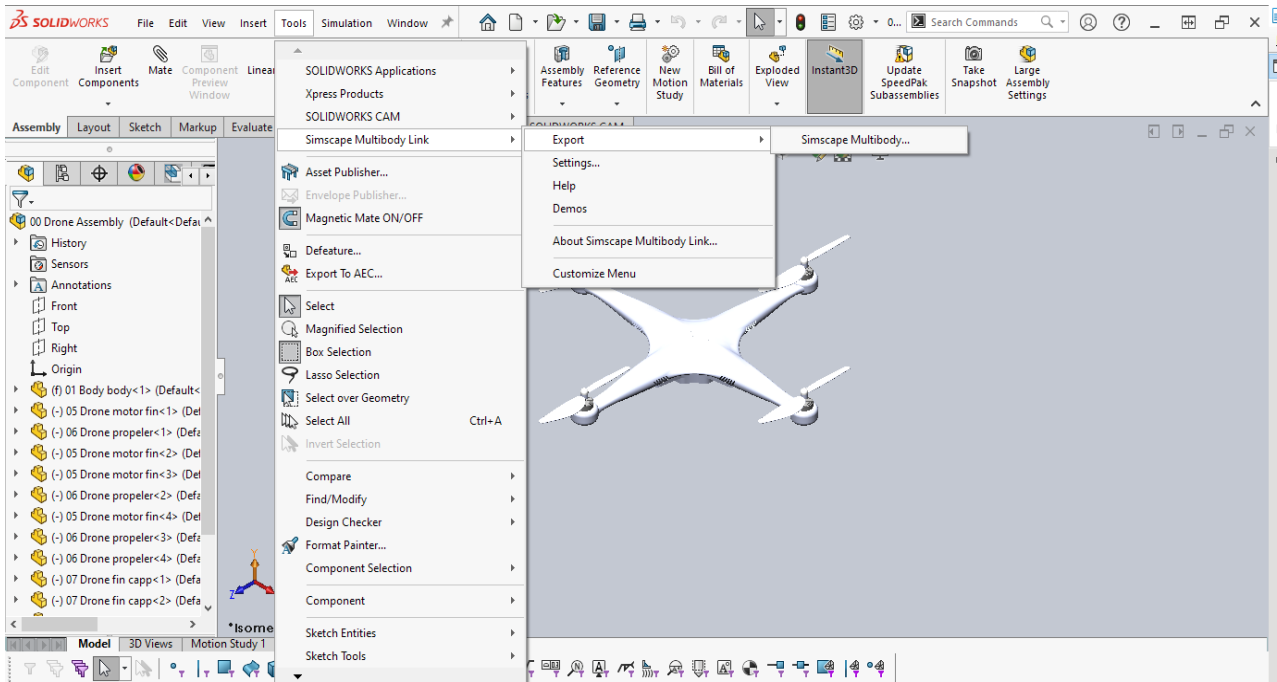 SOLIDWORKS File Edit View Insert Tools Simulation Window 0... Search Commands
Edit Component
Insert Components
Mate
Component Preview Window
Linear
Assembly Features
Reference Geometry
New Motion Study
Bill of Materials
Exploded View
Instant3D
Update SpeedPak Subassemblies
Take Snapshot
Large Assembly Settings
Assembly Layout Sketch Markup Evaluate
SOLIDWORKS CAM
00 Drone Assembly (Default<Defau
History
Sensors
Annotations
Front
Top
Right
Origin
(f) 01 Body body<1> (Default<
(-) 05 Drone motor fin<1> (Def
(-) 06 Drone propeler<1> (Defa
(-) 05 Drone motor fin<2> (Def
(-) 05 Drone motor fin<3> (Def
(-) 06 Drone propeler<2> (Defa
(-) 05 Drone motor fin<4> (Def
(-) 06 Drone propeler<3> (Defa
(-) 06 Drone propeler<4> (Defa
(-) 07 Drone fin capp<1> (Defa
(-) 07 Drone fin capp<2> (Defa
SOLIDWORKS Applications
Xpress Products
SOLIDWORKS CAM
Simscape Multibody Link
Asset Publisher...
Envelope Publisher...
Magnetic Mate ON/OFF
Defeature...
Export To AEC...
Select
Magnified Selection
Box Selection
Lasso Selection
Select over Geometry
Select All Ctrl+A
Invert Selection
Compare
Find/Modify
Design Checker
Format Painter...
Component Selection
Component
Sketch Entities
Sketch Tools
Export
Settings...
Help
Demos
About Simscape Multibody Link...
Customize Menu
Simscape Multibody...
Y
Z
*Isome
Model 3D Views Motion Study 1